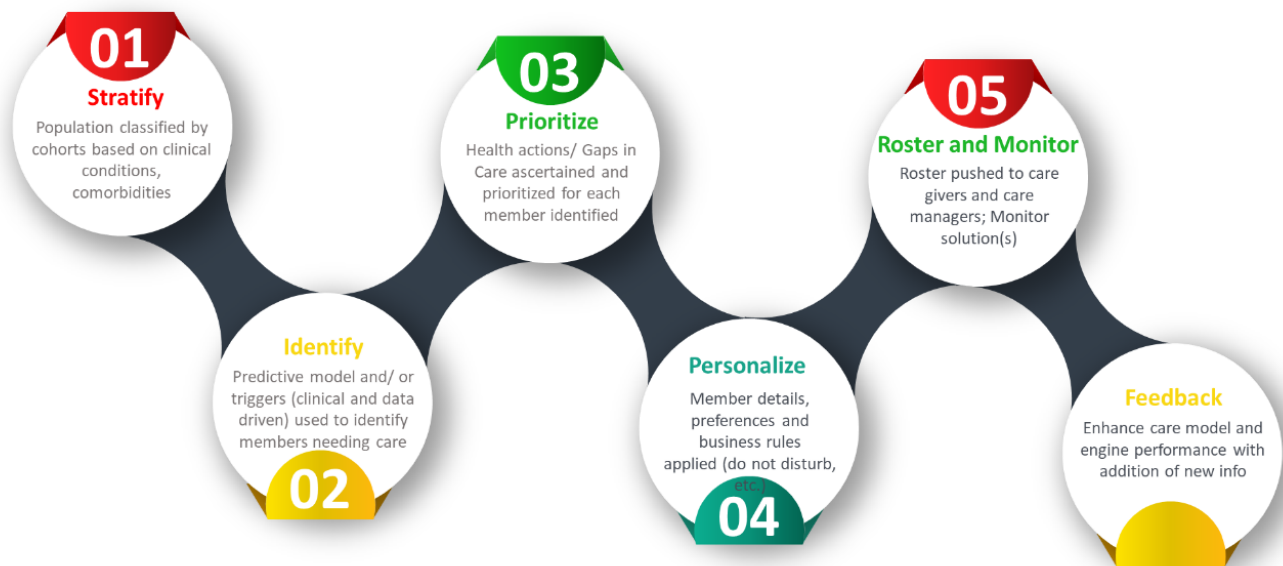 01
Stratify
Population classified by
cohorts based on clinical
conditions,
comorbidities
Identify
Predictive model and/ or
triggers (clinical and data
driven) used to identify
members needing care
02
03
Prioritize
Health actions/ Gaps in
Care ascertained and
prioritized for each
member identified
Personalize
Member details,
preferences and
business rules
applied (do not disturb,
etc.)
04
05
Roster and Monitor
Roster pushed to care
givers and care
managers; Monitor
solution(s)
Feedback
Enhance care model and
engine performance with
addition of new info